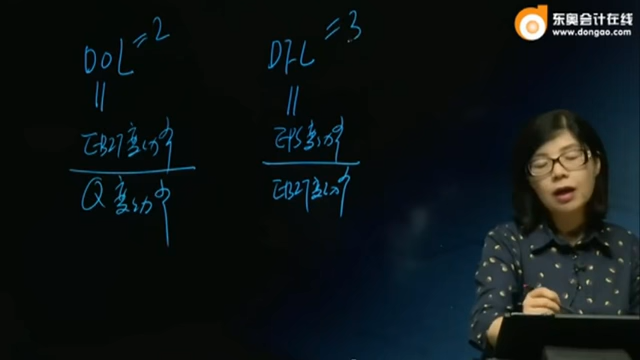 东奥会计在线
www.dongao.com
DOL =2
DFL =3
||
||
EBIT变动率
EPS变动率
Q变动率
EBIT变动率